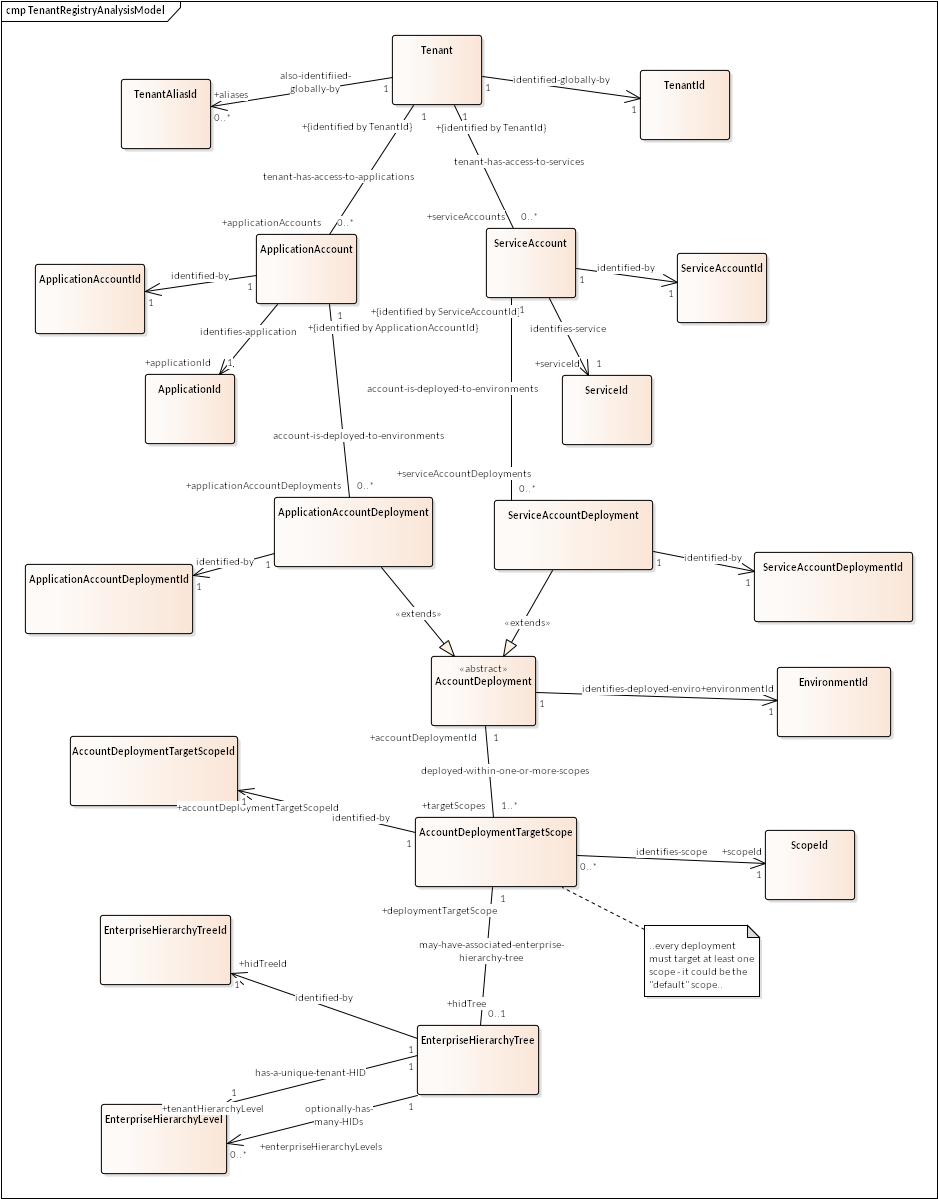 cmp TenantRegistryAnalysisModel
Tenant
TenantAliasId
TenantId
also-identifiied-
globally-by
1
+aliases
0..*
identified-globally-by
1
1
1
+{identified by TenantId}
1
+{identified by TenantId}
tenant-has-access-to-applications
tenant-has-access-to-services
+applicationAccounts
0..*
+serviceAccounts
0..*
ApplicationAccount
ServiceAccount
ApplicationAccountId
ServiceAccountId
identified-by
1
1
identified-by
1
1
identifies-application
+applicationId
1
ApplicationId
1
+{identified by ApplicationAccountId}
+{identified by ServiceAccountId}
1
identifies-service
+serviceId
1
ServiceId
account-is-deployed-to-environments
account-is-deployed-to-environments
+applicationAccountDeployments
0..*
+serviceAccountDeployments
0..*
ApplicationAccountDeployment
ServiceAccountDeployment
identified-by
1
1
ApplicationAccountDeploymentId
identified-by
1
1
ServiceAccountDeploymentId
«extends»
«extends»
«abstract»
AccountDeployment
identifies-deployed-enviro+environmentId
1
1
EnvironmentId
+accountDeploymentId
1
deployed-within-one-or-more-scopes
+targetScopes
1..*
AccountDeploymentTargetScopeId
1
+accountDeploymentTargetScopeId
identified-by
1
AccountDeploymentTargetScope
identifies-scope
+scopeId
0..*
1
ScopeId
+deploymentTargetScope
1
may-have-associated-enterprise-
hierarchy-tree
+hidTree
0..1
..every deployment
must target at least one
scope - it could be the
"default" scope..
EnterpriseHierarchyTreeId
+hidTreeId
1
identified-by
1
EnterpriseHierarchyTree
has-a-unique-tenant-HID
1
1
+tenantHierarchyLevel
EnterpriseHierarchyLevel
optionally-has-
many-HIDs
1
+enterpriseHierarchyLevels
0..*